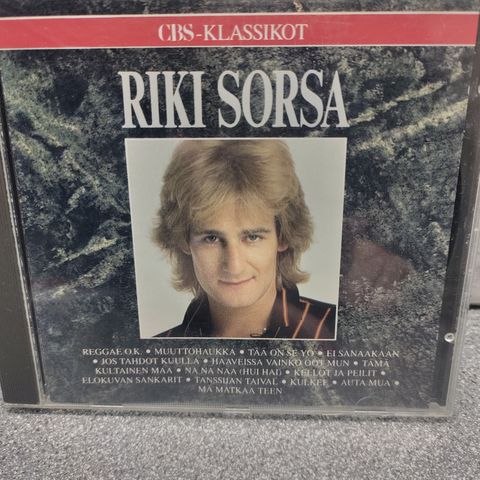 CBS-KLASSIKOT
RIKI SORSA
REGGAE O.K. • MUUTTOHAUKKA • TÄÄ ON SE YÖ • EI SANAAKAAN
• JOS TAHDOT KUULLA • HAAVEISSA VAINKO OOT MUN • TÄMÄ
KULTAINEN MAA • NA NA NAA (HUI HAI) • KELLOT JA PEILIT •
ELOKUVAN SANKARIT • TANSSIJAN TAIVAL • KULKEE • AUTA MUA •
MÄ MATKAA TEEN